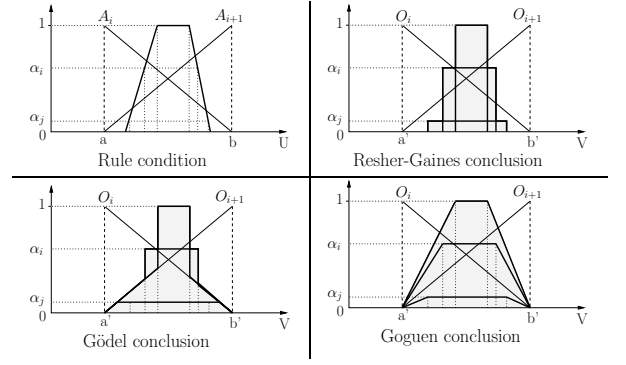 A_i A_{i+1}
1
α_i
α_j
0
a b U
Rule condition
O_i O_{i+1}
1
α_i
α_j
0
a' b' V
Resher-Gaines conclusion
O_i O_{i+1}
1
α_i
α_j
0
a' b' V
Gödel conclusion
O_i O_{i+1}
1
α_i
α_j
0
a' b' V
Goguen conclusion